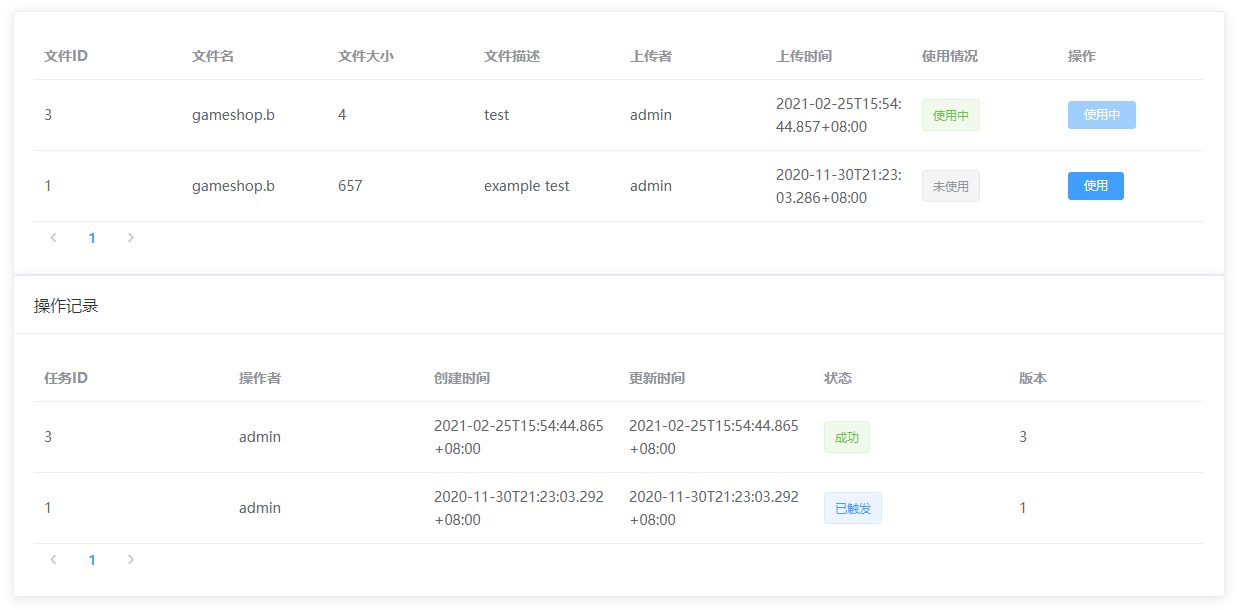 文件ID 文件名 文件大小 文件描述 上传者 上传时间 使用情况 操作
3 gameshop.b 4 test admin 2021-02-25T15:54:44.857+08:00 使用中 使用中
1 gameshop.b 657 example test admin 2020-11-30T21:23:03.286+08:00 未使用 使用
< 1 >
操作记录
任务ID 操作者 创建时间 更新时间 状态 版本
3 admin 2021-02-25T15:54:44.865+08:00 2021-02-25T15:54:44.865+08:00 成功 3
1 admin 2020-11-30T21:23:03.292+08:00 2020-11-30T21:23:03.292+08:00 已触发 1
< 1 >